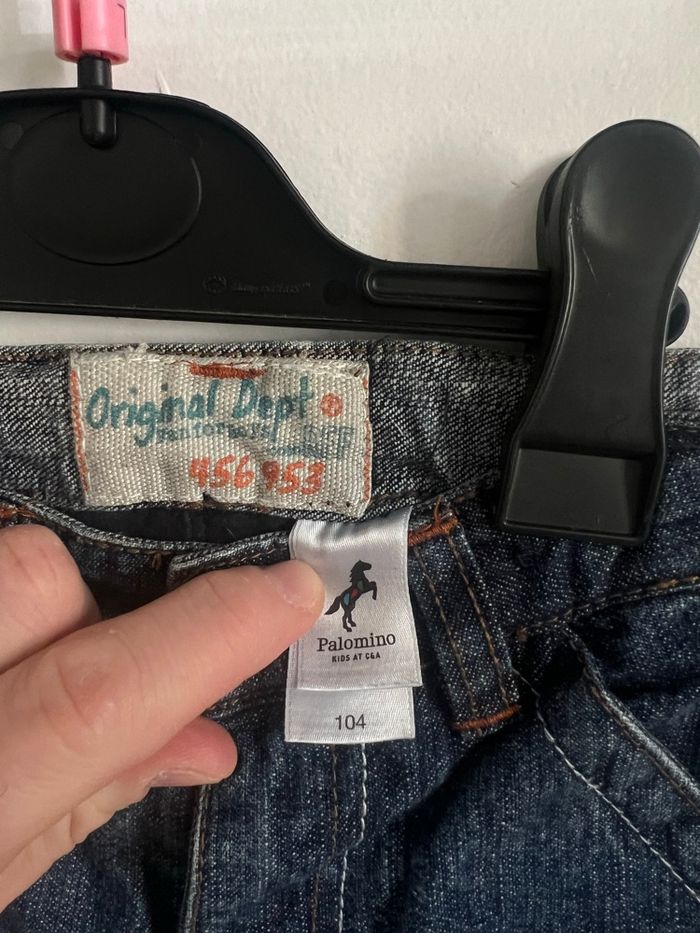 Original Dept
456 953
Palomino
KIDS AT C&A
104